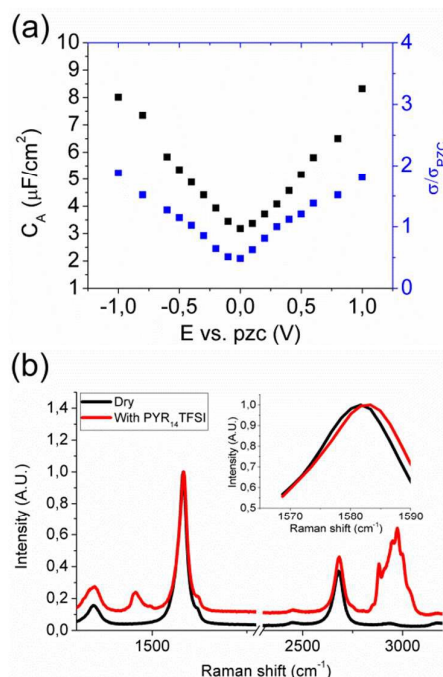 (a)
10
9
8
7
6
5
4
3
2
1
C_A (μF/cm²)
4
3
2
1
0
σ/σ_pzc
-1,0 -0,5 0,0 0,5 1,0
E vs. pzc (V)
(b)
1,4
1,2
1,0
0,8
0,6
0,4
0,2
0,0
Intensity (A.U.)
Dry
With PYR₁₄TFSI
1,0
0,9
0,8
0,7
0,6
0,5
Intensity (A.U.)
1570 1580 1590
Raman shift (cm⁻¹)
1500 2500 3000
Raman shift (cm⁻¹)